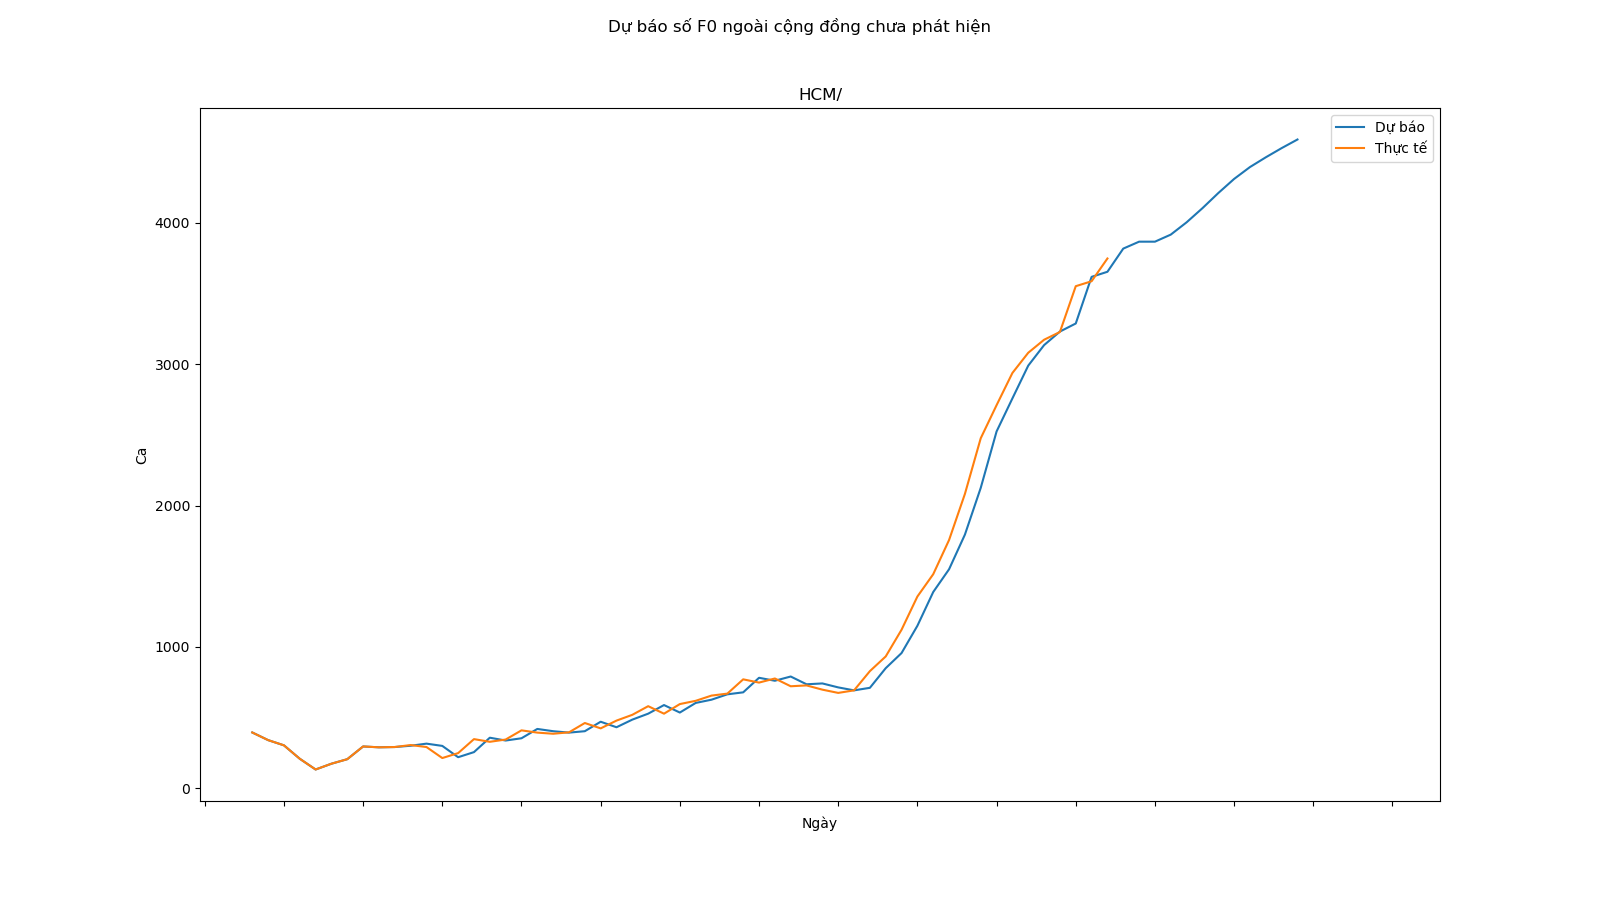 Dự báo số F0 ngoài cộng đồng chưa phát hiện
HCM/
Dự báo
Thực tế
4000
3000
2000
1000
0
Ca
Ngày